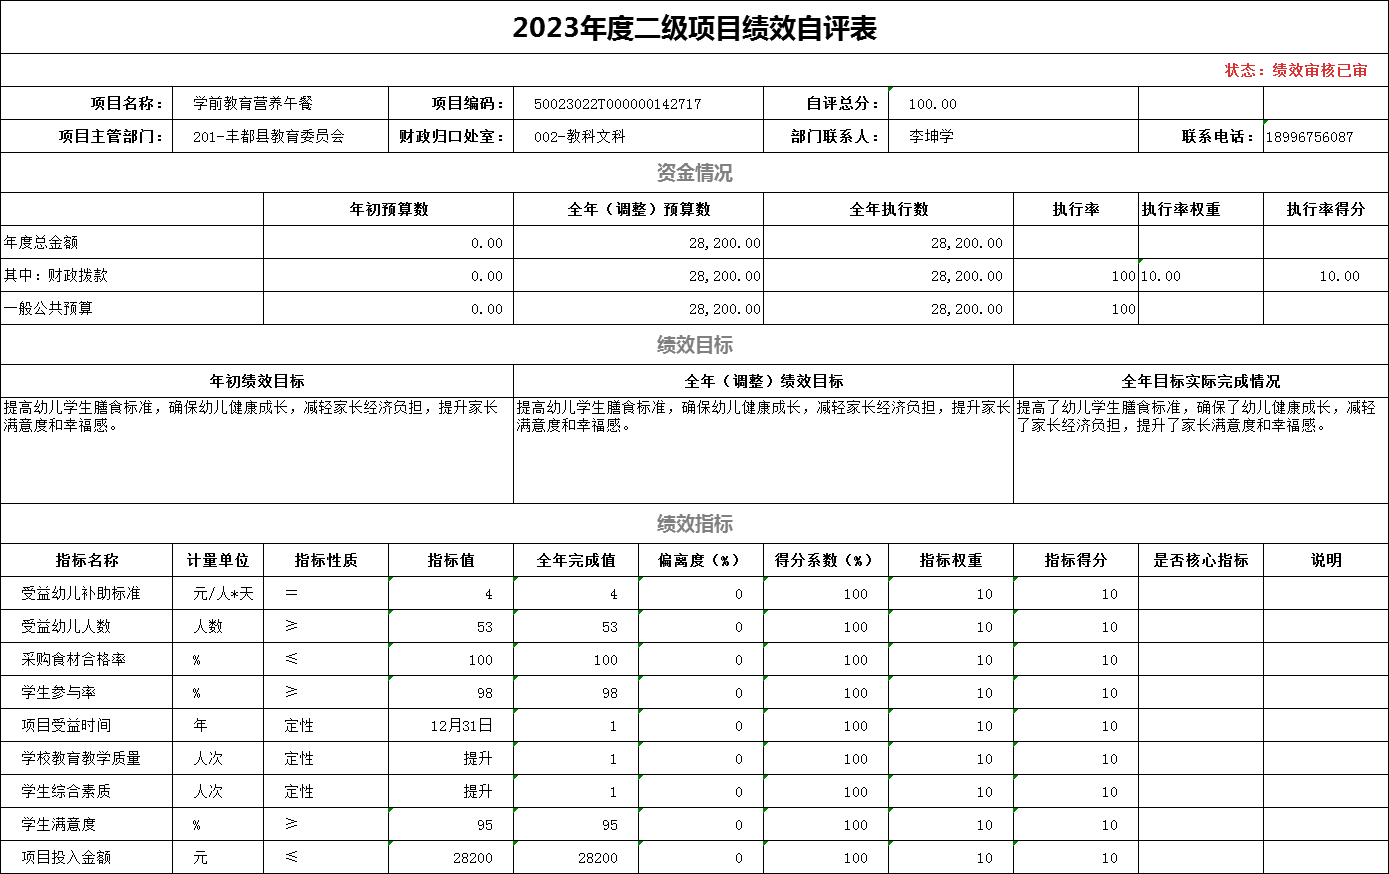 2023年度二级项目绩效自评表
状态：绩效审核已审
项目名称： 学前教育营养午餐 项目编码： 50023022T000000142717 自评总分： 100.00
项目主管部门： 201-丰都县教育委员会 财政归口处室： 002-教科文科 部门联系人： 李坤学 联系电话： 18996756087
资金情况
年初预算数 全年（调整）预算数 全年执行数 执行率 执行率权重 执行率得分
年度总金额 0.00 28,200.00 28,200.00
其中：财政拨款 0.00 28,200.00 28,200.00 100 10.00 10.00
一般公共预算 0.00 28,200.00 28,200.00 100
绩效目标
年初绩效目标 全年（调整）绩效目标 全年目标实际完成情况
提高幼儿学生膳食标准，确保幼儿健康成长，减轻家长经济负担，提升家长
满意度和幸福感。
提高幼儿学生膳食标准，确保幼儿健康成长，减轻家长经济负担，提升家长
满意度和幸福感。
提高了幼儿学生膳食标准，确保了幼儿健康成长，减轻
了家长经济负担，提升了家长满意度和幸福感。
绩效指标
指标名称 计量单位 指标性质 指标值 全年完成值 偏离度（%） 得分系数（%） 指标权重 指标得分 是否核心指标 说明
受益幼儿补助标准 元/人*天 ＝ 4 4 0 100 10 10
受益幼儿人数 人数 ≥ 53 53 0 100 10 10
采购食材合格率 % ≤ 100 100 0 100 10 10
学生参与率 % ≥ 98 98 0 100 10 10
项目受益时间 年 定性 12月31日 1 0 100 10 10
学校教育教学质量 人次 定性 提升 1 0 100 10 10
学生综合素质 人次 定性 提升 1 0 100 10 10
学生满意度 % ≥ 95 95 0 100 10 10
项目投入金额 元 ≤ 28200 28200 0 100 10 10